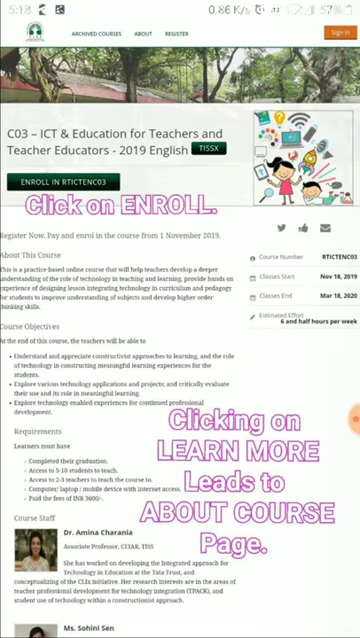 5:18
0.86 K/s
57%
ARCHIVED COURSES ABOUT REGISTER
Sign in
C03 – ICT & Education for Teachers and
Teacher Educators - 2019 English TISSX
ENROLL IN RTICTENC03
Click on ENROLL.
Register Now. Pay and enrol in the course from 1 November 2019.
About This Course
This is a practice-based online course that will help teachers develop a deeper
understanding of the role of technology in teaching and learning, provide hands on
experience of designing lesson integrating technology in curriculum and pedagogy
for students to improve understanding of subjects and develop higher order
thinking skills.
Course Number RTICTENC03
Classes Start Nov 18, 2019
Classes End Mar 18, 2020
Estimated Effort
6 and half hours per week
Course Objectives
At the end of this course, the teachers will be able to
• Understand and appreciate constructivist approaches to learning, and the role
of technology in constructing meaningful learning experiences for the
students.
• Explore various technology applications and projects; and critically evaluate
their use and its role in meaningful learning.
• Explore technology enabled experiences for continued professional
development.
Clicking on
LEARN MORE
Leads to
ABOUT COURSE
Page.
Requirements
Learners must have
Completed their graduation.
Access to 5-10 students to teach.
Access to 2-3 teachers to teach the course to.
Computer/ laptop / mobile device with internet access.
Paid the fees of INR 3600/-.
Course Staff
Dr. Amina Charania
Associate Professor, CEIAR, TISS
She has worked on developing the Integrated approach for
Technology in Education at the Tata Trust, and
conceptualizing of the CLIx initiative. Her research interests are in the areas of
teacher professional development for technology integration (TPACK), and
student use of technology within a constructionist approach.
Ms. Sohini Sen